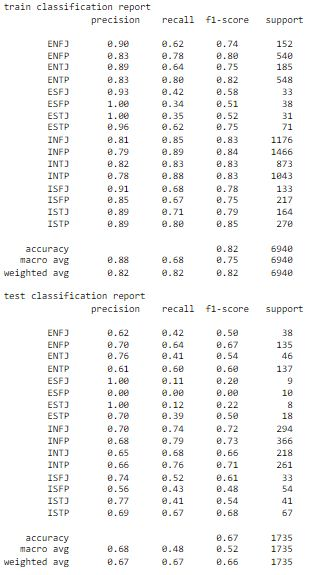 train classification report
precision recall f1-score support
ENFJ 0.90 0.62 0.74 152
ENFP 0.83 0.78 0.80 540
ENTJ 0.89 0.64 0.75 185
ENTP 0.83 0.80 0.82 548
ESFJ 0.93 0.42 0.58 33
ESFP 1.00 0.34 0.51 38
ESTJ 1.00 0.35 0.52 31
ESTP 0.96 0.62 0.75 71
INFJ 0.81 0.85 0.83 1176
INFP 0.79 0.89 0.84 1466
INTJ 0.82 0.83 0.83 873
INTP 0.78 0.88 0.83 1043
ISFJ 0.91 0.68 0.78 133
ISFP 0.85 0.67 0.75 217
ISTJ 0.89 0.71 0.79 164
ISTP 0.89 0.80 0.85 270
accuracy 0.82 6940
macro avg 0.88 0.68 0.75 6940
weighted avg 0.82 0.82 0.82 6940
test classification report
precision recall f1-score support
ENFJ 0.62 0.42 0.50 38
ENFP 0.70 0.64 0.67 135
ENTJ 0.76 0.41 0.54 46
ENTP 0.61 0.60 0.60 137
ESFJ 1.00 0.11 0.20 9
ESFP 0.00 0.00 0.00 10
ESTJ 1.00 0.12 0.22 8
ESTP 0.70 0.39 0.50 18
INFJ 0.70 0.74 0.72 294
INFP 0.68 0.79 0.73 366
INTJ 0.65 0.68 0.66 218
INTP 0.66 0.76 0.71 261
ISFJ 0.74 0.52 0.61 33
ISFP 0.56 0.43 0.48 54
ISTJ 0.77 0.41 0.54 41
ISTP 0.69 0.67 0.68 67
accuracy 0.67 1735
macro avg 0.68 0.48 0.52 1735
weighted avg 0.67 0.67 0.66 1735